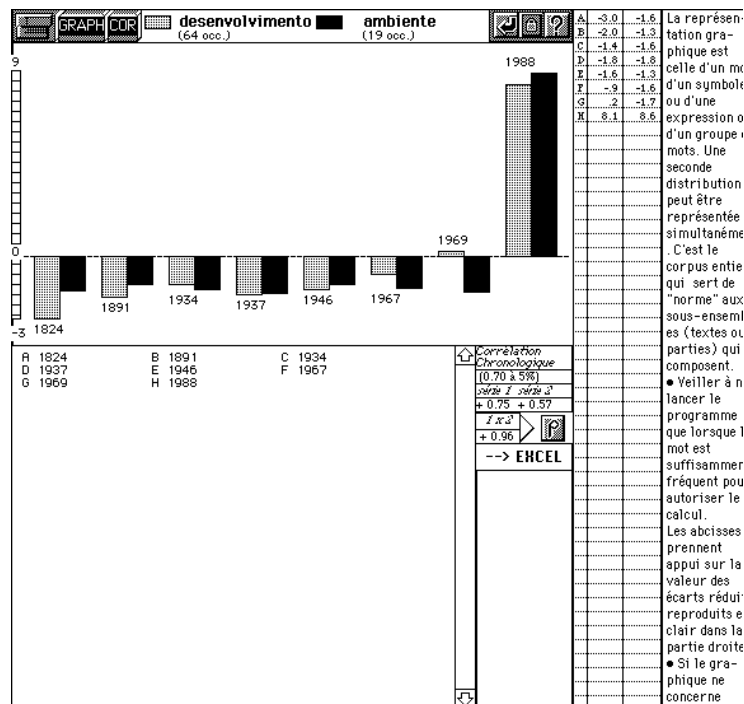 GRAPH COR desenvolvimento ambiente
(64 occ.) (19 occ.)
9
1988
1969
0
1824
1891
1934
1937
1946
1967
-3
A 1824 B 1891 C 1934
D 1937 E 1946 F 1967
G 1969 H 1988
Corrélation
Chronologique
(0.70 à 5%)
série 1 série 2
+ 0.75 + 0.57
1 x 2
+ 0.96
--> EXCEL
A -3.0 -1.6
B -2.0 -1.3
C -1.4 -1.6
D -1.8 -1.8
E -1.6 -1.3
F -.9 -1.6
G .2 -1.7
H 8.1 8.6
La représen-
tation gra-
phique est
celle d'un mo
d'un symbole
ou d'une
expression o
d'un groupe
mots. Une
seconde
distribution
peut être
représentée
simultanéme
. C'est le
corpus entie
qui sert de
"norme" aux
sous-ensembl
es (textes ou
parties) qui
composent.
• Veiller à n
lancer le
programme
que lorsque l
mot est
suffisammen
fréquent pou
autoriser le
calcul.
Les abcisses
prennent
appui sur la
valeur des
écarts réduit
reproduits e
clair dans la
partie droite
• Si le gra-
phique ne
concerne